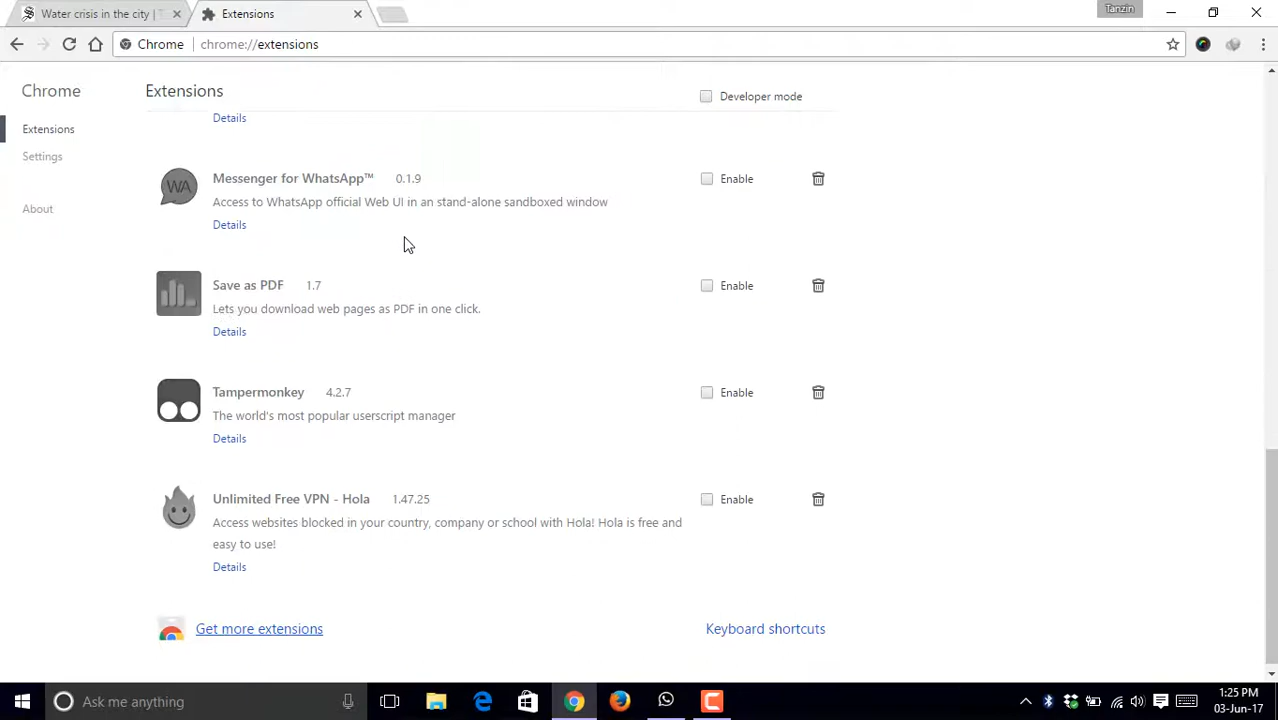 Water crisis in the city | T
Extensions
Tanzin
Chrome
chrome://extensions
Chrome
Extensions
Developer mode
Extensions
Details
Settings
WA
Messenger for WhatsApp™ 0.1.9
Enable
Access to WhatsApp official Web UI in an stand-alone sandboxed window
About
Details
Save as PDF 1.7
Enable
Lets you download web pages as PDF in one click.
Details
Tampermonkey 4.2.7
Enable
The world's most popular userscript manager
Details
Unlimited Free VPN - Hola 1.47.25
Enable
Access websites blocked in your country, company or school with Hola! Hola is free and
easy to use!
Details
Get more extensions
Keyboard shortcuts
Ask me anything
1:25 PM
03-Jun-17